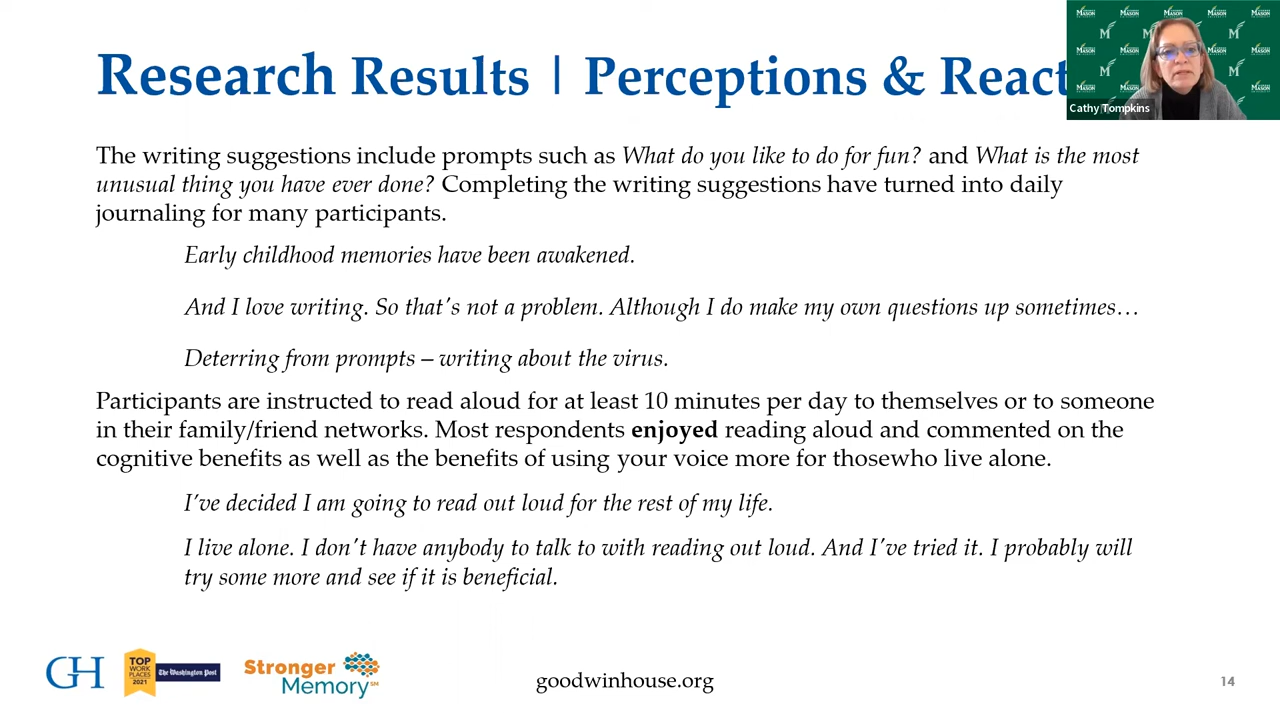 Research Results | Perceptions & React
Cathy Tompkins
The writing suggestions include prompts such as What do you like to do for fun? and What is the most
unusual thing you have ever done? Completing the writing suggestions have turned into daily
journaling for many participants.
Early childhood memories have been awakened.
And I love writing. So that's not a problem. Although I do make my own questions up sometimes…
Deterring from prompts – writing about the virus.
Participants are instructed to read aloud for at least 10 minutes per day to themselves or to someone
in their family/friend networks. Most respondents enjoyed reading aloud and commented on the
cognitive benefits as well as the benefits of using your voice more for thosewho live alone.
I've decided I am going to read out loud for the rest of my life.
I live alone. I don't have anybody to talk to with reading out loud. And I've tried it. I probably will
try some more and see if it is beneficial.
GH
TOP
WORK
PLACES
2021
The Washington Post
Stronger
Memory
SM
goodwinhouse.org
14